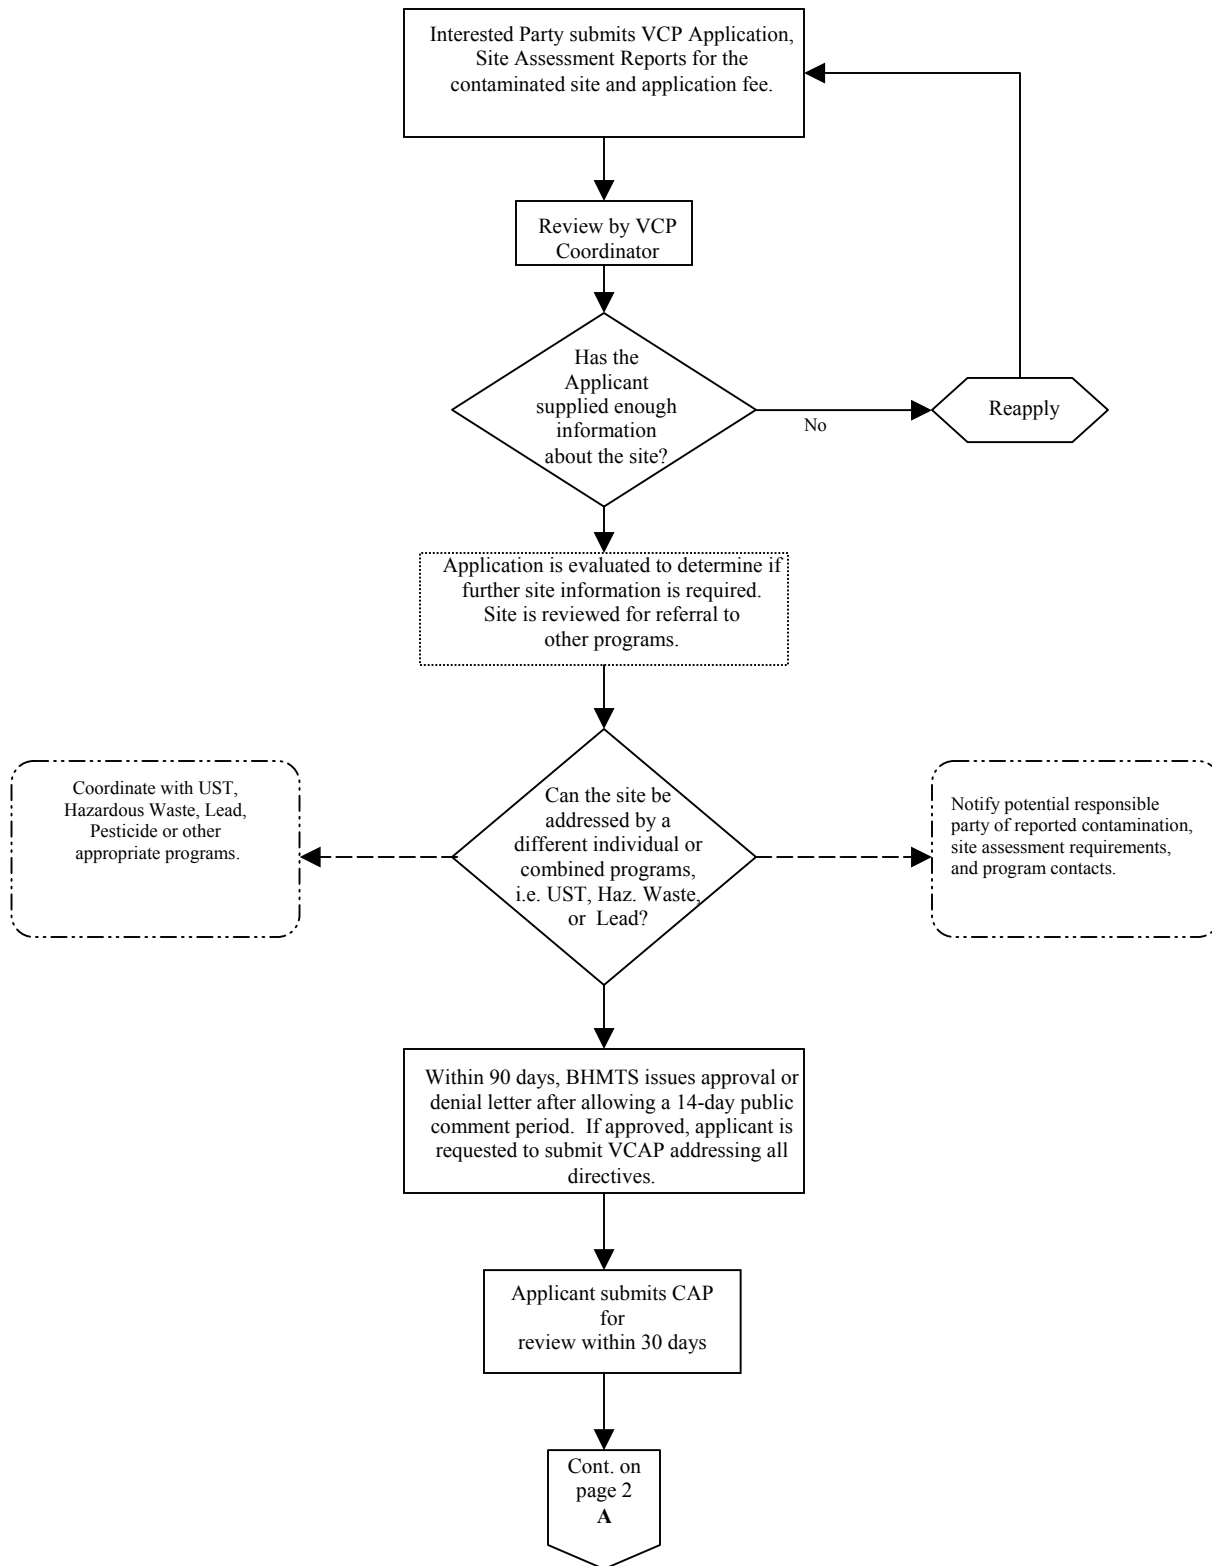 Interested Party submits VCP Application,
Site Assessment Reports for the
contaminated site and application fee.
Review by VCP
Coordinator
Has the
Applicant
supplied enough
information
about the site?
No
Reapply
Application is evaluated to determine if
further site information is required.
Site is reviewed for referral to
other programs.
Coordinate with UST,
Hazardous Waste, Lead,
Pesticide or other
appropriate programs.
Can the site be
addressed by a
different individual or
combined programs,
i.e. UST, Haz. Waste,
or Lead?
Notify potential responsible
party of reported contamination,
site assessment requirements,
and program contacts.
Within 90 days, BHMTS issues approval or
denial letter after allowing a 14-day public
comment period. If approved, applicant is
requested to submit VCAP addressing all
directives.
Applicant submits CAP
for
review within 30 days
Cont. on
page 2
A